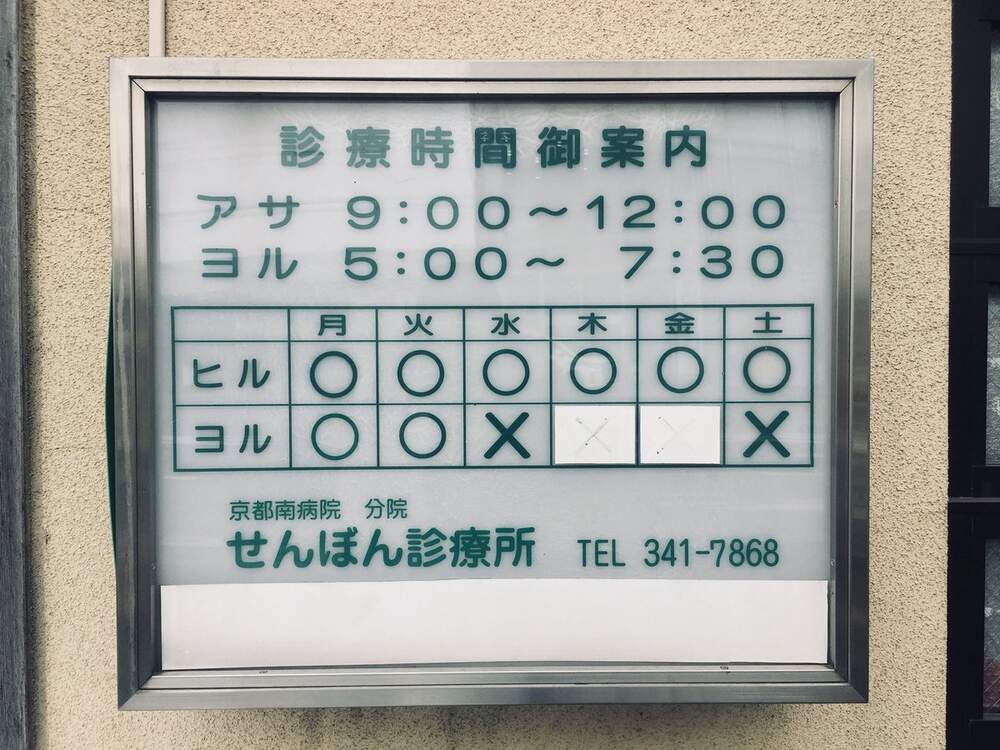 診療時間御案内
アサ 9:00～12:00
ヨル 5:00～ 7:30
月 火 水 木 金 土
ヒル ○ ○ ○ ○ ○ ○
ヨル ○ ○ × × × ×
京都南病院 分院
せんぼん診療所 TEL 341-7868